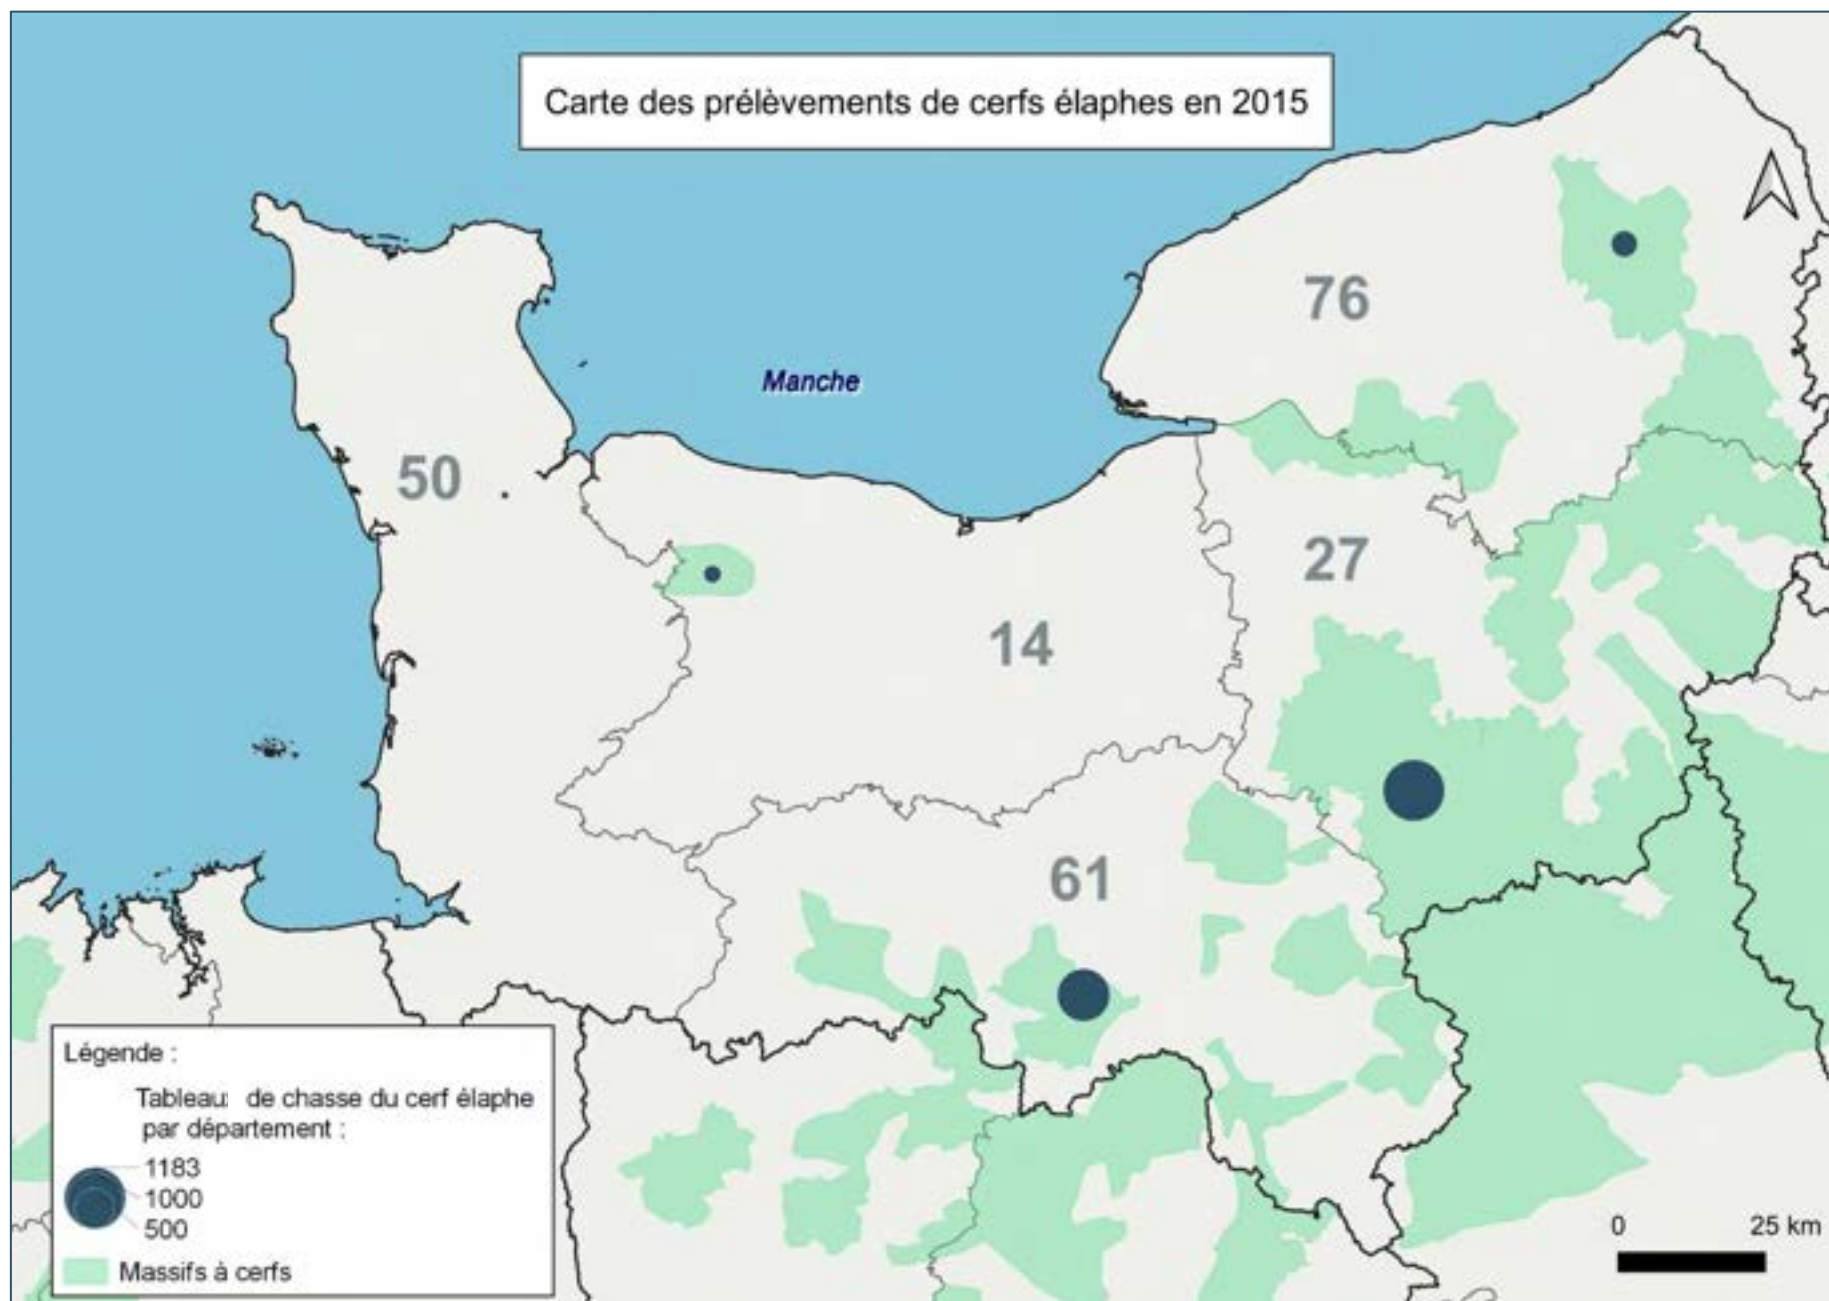 Carte des prélèvements de cerfs élaphes en 2015
76
Manche
50
27
14
61
Légende :
Tableau: de chasse du cerf élaphe
par département :
1183
1000
500
Massifs à cerfs
0 25 km